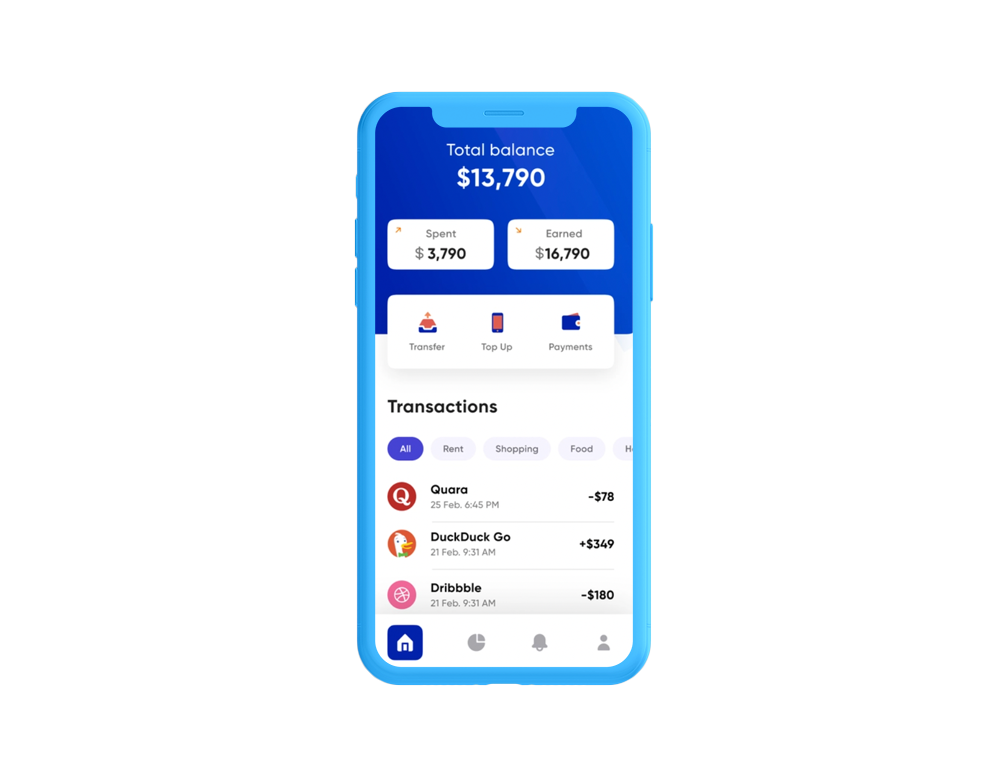 Total balance
$13,790
Spent
$ 3,790
Earned
$16,790
Transfer
Top Up
Payments
Transactions
All
Rent
Shopping
Food
Quara
25 Feb. 6:45 PM
-$78
DuckDuck Go
21 Feb. 9:31 AM
+$349
Dribbble
21 Feb. 9:31 AM
-$180